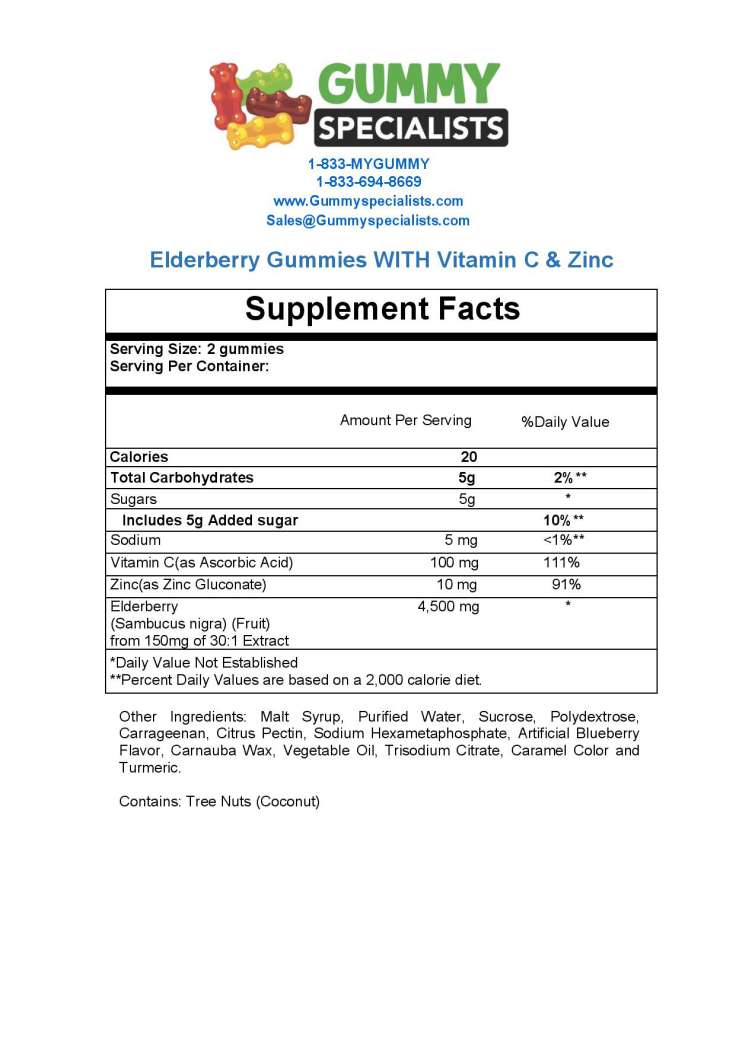 GUMMY
SPECIALISTS
1-833-MYGUMMY
1-833-694-8669
www.Gummyspecialists.com
Sales@Gummyspecialists.com
Elderberry Gummies WITH Vitamin C & Zinc
Supplement Facts
Serving Size: 2 gummies
Serving Per Container:
Amount Per Serving %Daily Value
Calories 20
Total Carbohydrates 5g 2%**
Sugars 5g *
Includes 5g Added sugar 10%**
Sodium 5 mg <1%**
Vitamin C(as Ascorbic Acid) 100 mg 111%
Zinc(as Zinc Gluconate) 10 mg 91%
Elderberry 4,500 mg *
(Sambucus nigra) (Fruit)
from 150mg of 30:1 Extract
*Daily Value Not Established
**Percent Daily Values are based on a 2,000 calorie diet.
Other Ingredients: Malt Syrup, Purified Water, Sucrose, Polydextrose,
Carrageenan, Citrus Pectin, Sodium Hexametaphosphate, Artificial Blueberry
Flavor, Carnauba Wax, Vegetable Oil, Trisodium Citrate, Caramel Color and
Turmeric.
Contains: Tree Nuts (Coconut)